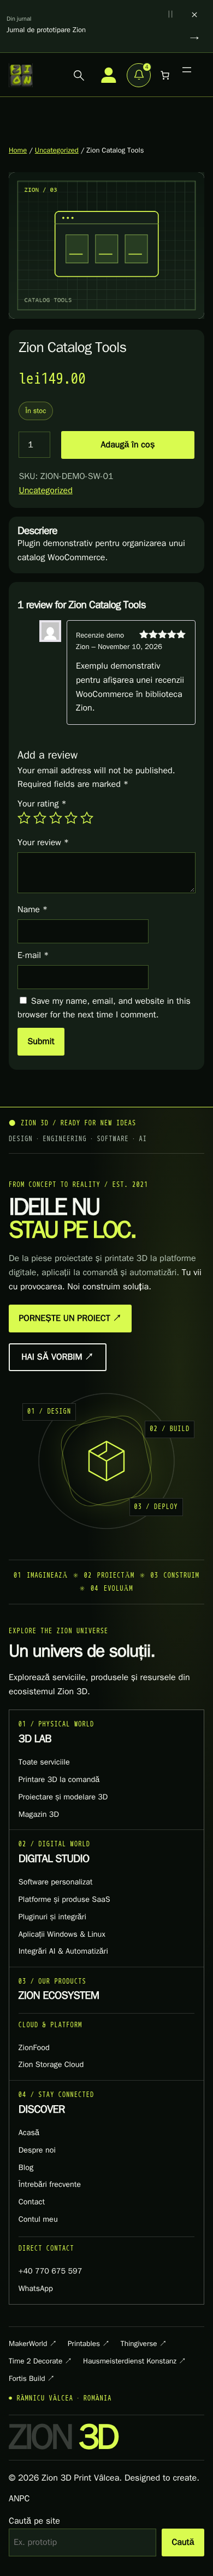 Din jurnal
Jurnal de prototipare Zion
→
4
Home / Uncategorized / Zion Catalog Tools
ZION / 03
CATALOG TOOLS
Zion Catalog Tools
lei149.00
În stoc
1
Adaugă în coș
SKU: ZION-DEMO-SW-01
Uncategorized
Descriere
Plugin demonstrativ pentru organizarea unui
catalog WooCommerce.
1 review for Zion Catalog Tools
Recenzie demo ★★★★★
Zion – November 10, 2026
Exemplu demonstrativ
pentru afișarea unei recenzii
WooCommerce în biblioteca
Zion.
Add a review
Your email address will not be published.
Required fields are marked *
Your rating *
Your review *
Name *
E-mail *
Save my name, email, and website in this
browser for the next time I comment.
Submit
ZION 3D / READY FOR NEW IDEAS
DESIGN · ENGINEERING · SOFTWARE · AI
FROM CONCEPT TO REALITY / EST. 2021
IDEILE NU
STAU PE LOC.
De la piese proiectate și printate 3D la platforme
digitale, aplicații la comandă și automatizări. Tu vii
cu provocarea. Noi construim soluția.
PORNEȘTE UN PROIECT ↗
HAI SĂ VORBIM ↗
01 / DESIGN
02 / BUILD
03 / DEPLOY
01 IMAGINEAZĂ 02 PROIECTĂM 03 CONSTRUIM
04 EVOLUĂM
EXPLORE THE ZION UNIVERSE
Un univers de soluții.
Explorează serviciile, produsele și resursele din
ecosistemul Zion 3D.
01 / PHYSICAL WORLD
3D LAB
Toate serviciile
Printare 3D la comandă
Proiectare și modelare 3D
Magazin 3D
02 / DIGITAL WORLD
DIGITAL STUDIO
Software personalizat
Platforme și produse SaaS
Pluginuri și integrări
Aplicații Windows & Linux
Integrări AI & Automatizări
03 / OUR PRODUCTS
ZION ECOSYSTEM
CLOUD & PLATFORM
ZionFood
Zion Storage Cloud
04 / STAY CONNECTED
DISCOVER
Acasă
Despre noi
Blog
Întrebări frecvente
Contact
Contul meu
DIRECT CONTACT
+40 770 675 597
WhatsApp
MakerWorld ↗ Printables ↗ Thingiverse ↗
Time 2 Decorate ↗ Hausmeisterdienst Konstanz ↗
Fortis Build ↗
RÂMNICU VÂLCEA · ROMÂNIA
ZION 3D
© 2026 Zion 3D Print Vâlcea. Designed to create.
ANPC
Caută pe site
Ex. prototip
Caută